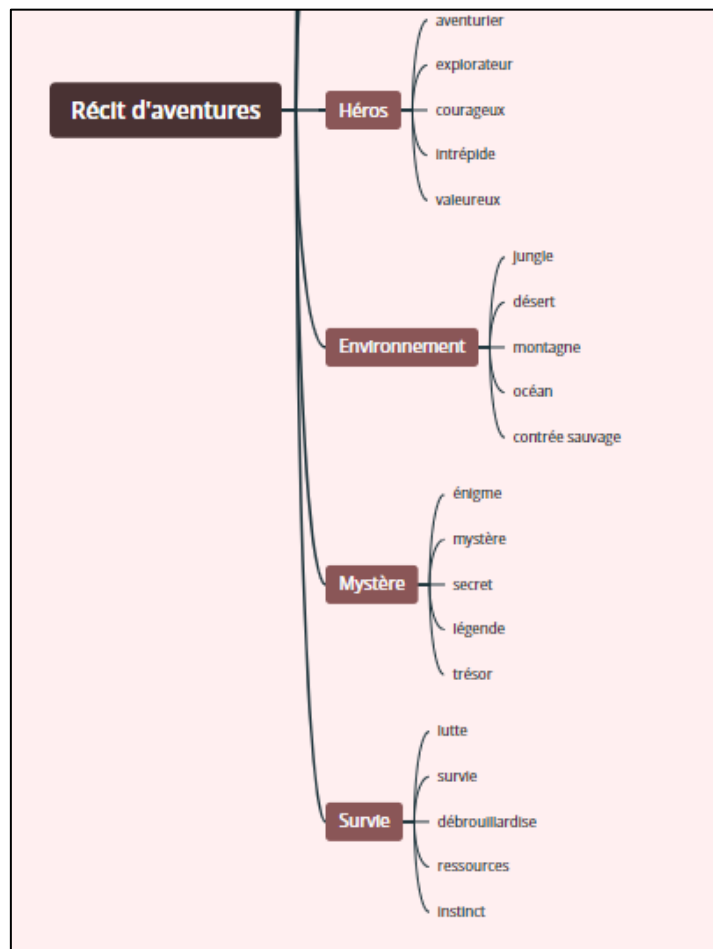 Récit d'aventures
Héros
aventurier
explorateur
courageux
intrépide
valeureux
Environnement
jungle
désert
montagne
océan
contrée sauvage
Mystère
énigme
mystère
secret
légende
trésor
Survie
lutte
survie
débrouillardise
ressources
instinct